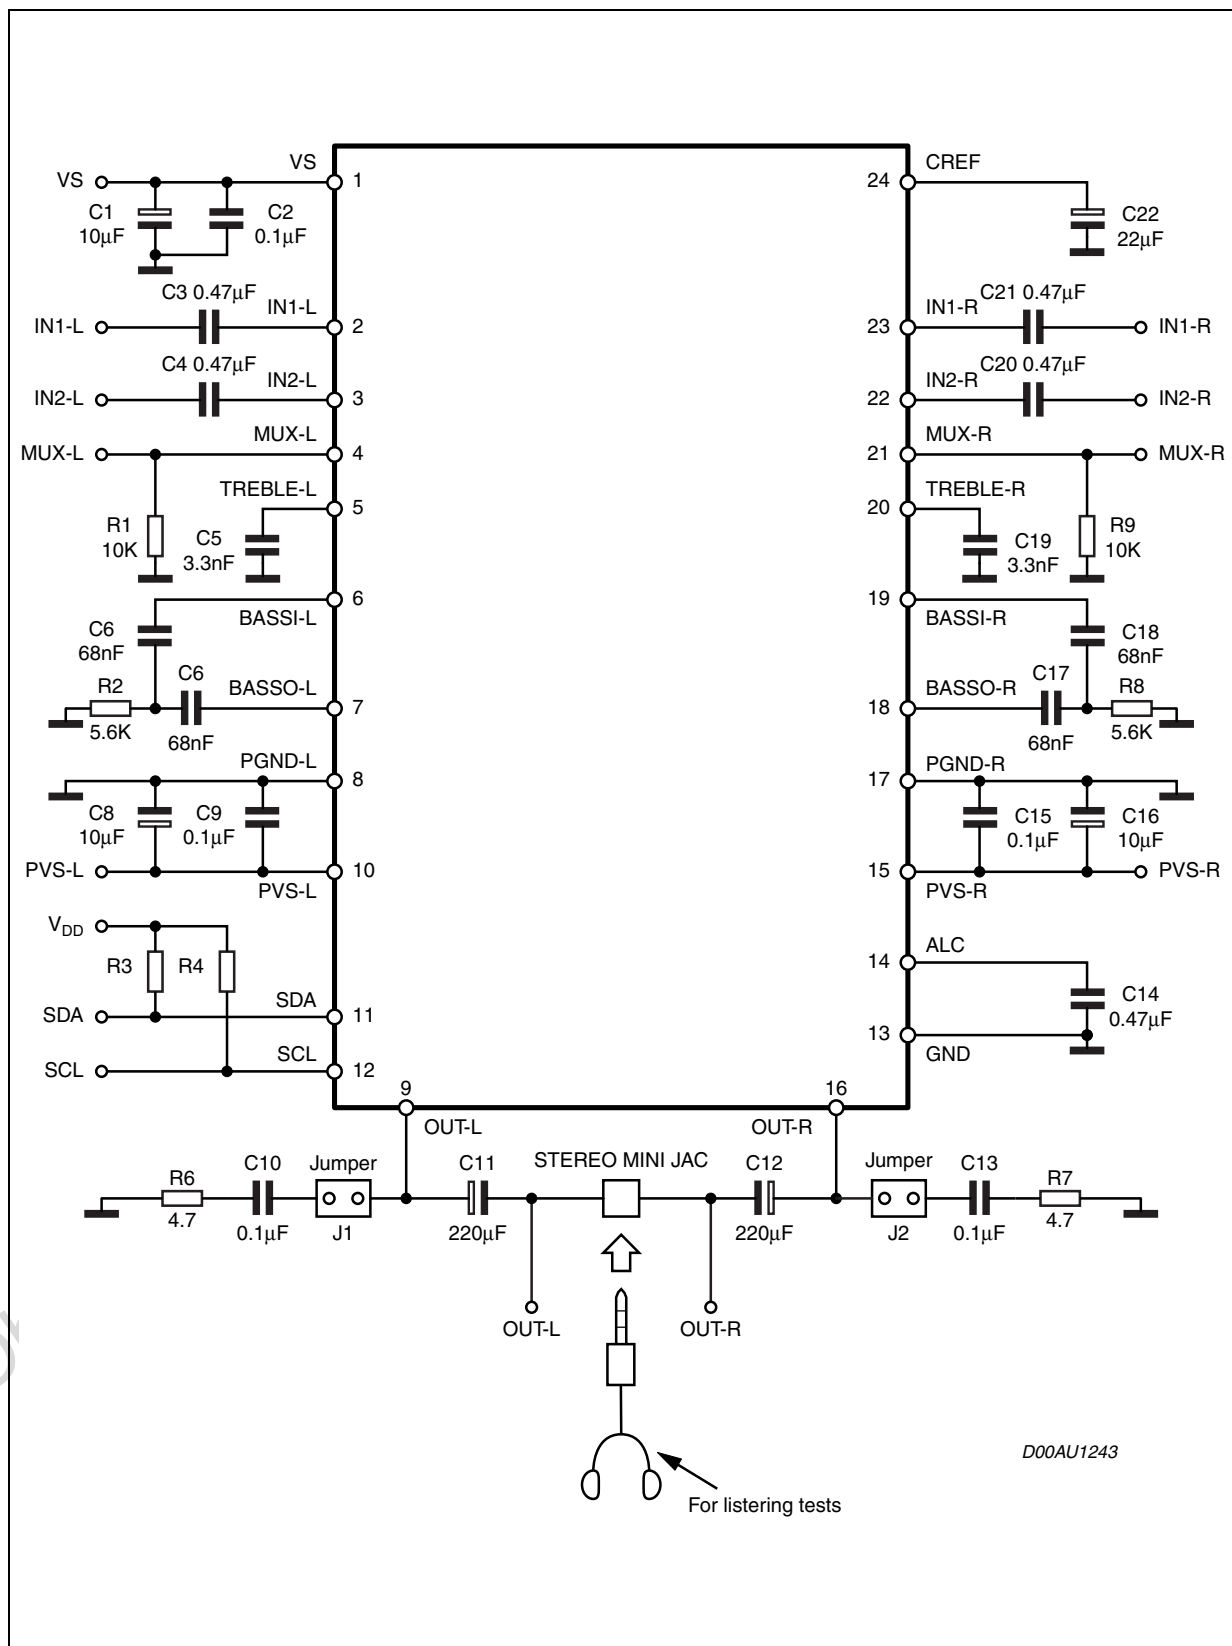 VS
VS
1
24
CREF
C1
10µF
C2
0.1µF
C22
22µF
C3 0.47µF
IN1-L
IN1-L
2
23
IN1-R
C21 0.47µF
IN1-R
C4 0.47µF
IN2-L
IN2-L
3
22
IN2-R
C20 0.47µF
IN2-R
MUX-L
MUX-L
4
21
MUX-R
MUX-R
TREBLE-L
5
20
TREBLE-R
R1
10K
C5
3.3nF
C19
3.3nF
R9
10K
6
BASSI-L
19
BASSI-R
C6
68nF
C18
68nF
R2
5.6K
C6
68nF
BASSO-L
7
18
BASSO-R
C17
68nF
R8
5.6K
PGND-L
8
17
PGND-R
C8
10µF
C9
0.1µF
C15
0.1µF
C16
10µF
PVS-L
10
PVS-L
15
PVS-R
PVS-R
VDD
R3
R4
14
ALC
C14
0.47µF
SDA
SDA
11
13
GND
SCL
SCL
12
9
OUT-L
16
OUT-R
R6
4.7
C10
0.1µF
Jumper
J1
C11
220µF
STEREO MINI JAC
C12
220µF
Jumper
J2
C13
0.1µF
R7
4.7
OUT-L
OUT-R
For listering tests
D00AU1243